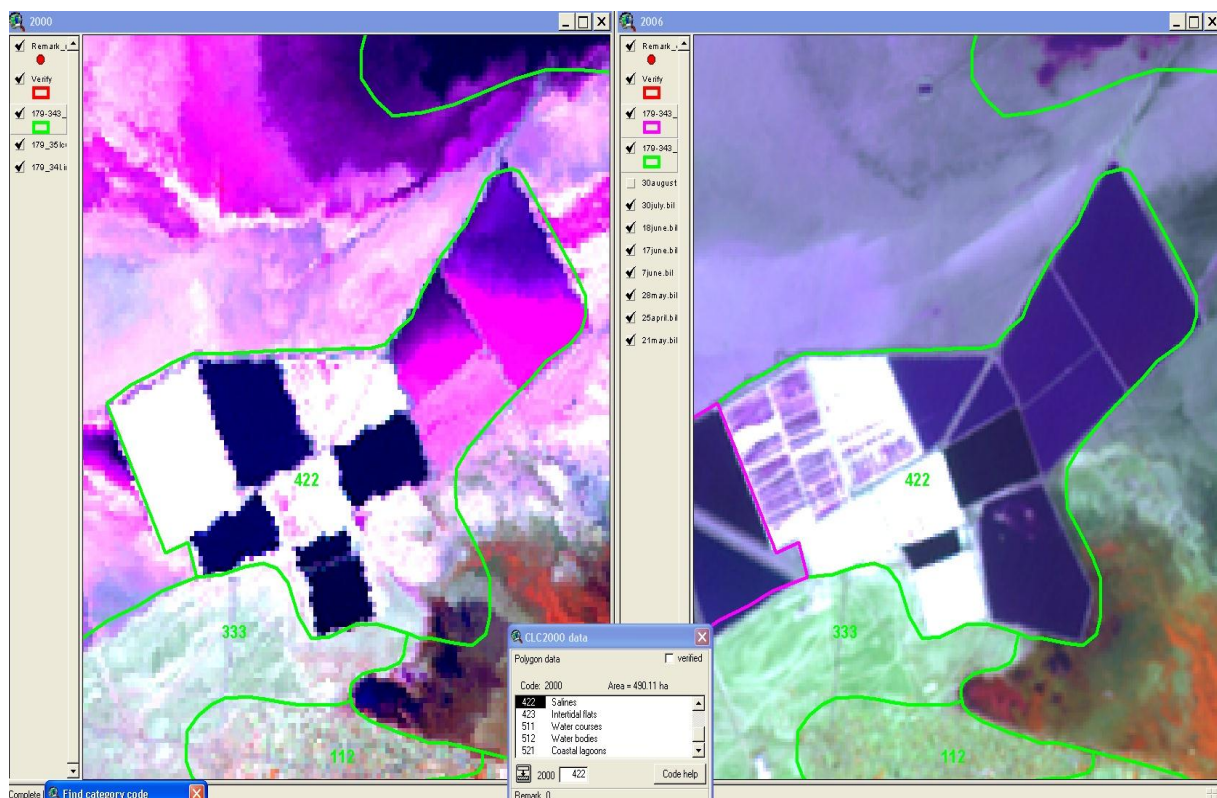 2000
Remark_
Verify
179-343_
179_35lo
179_34l.i
422
333
112
2006
Remark_
Verify
179-343_
179-343_
30august
30july.bil
18june.bil
17june.bil
7june.bil
28may.bil
25april.bil
21may.bil
422
333
112
CLC2000 data
Polygon data
verified
Code: 2000 Area = 490.11 ha
422 Salines
423 Intertidal flats
511 Water courses
512 Water bodies
521 Coastal lagoons
2000 422 Code help
Remark 0
Complete
Find category code